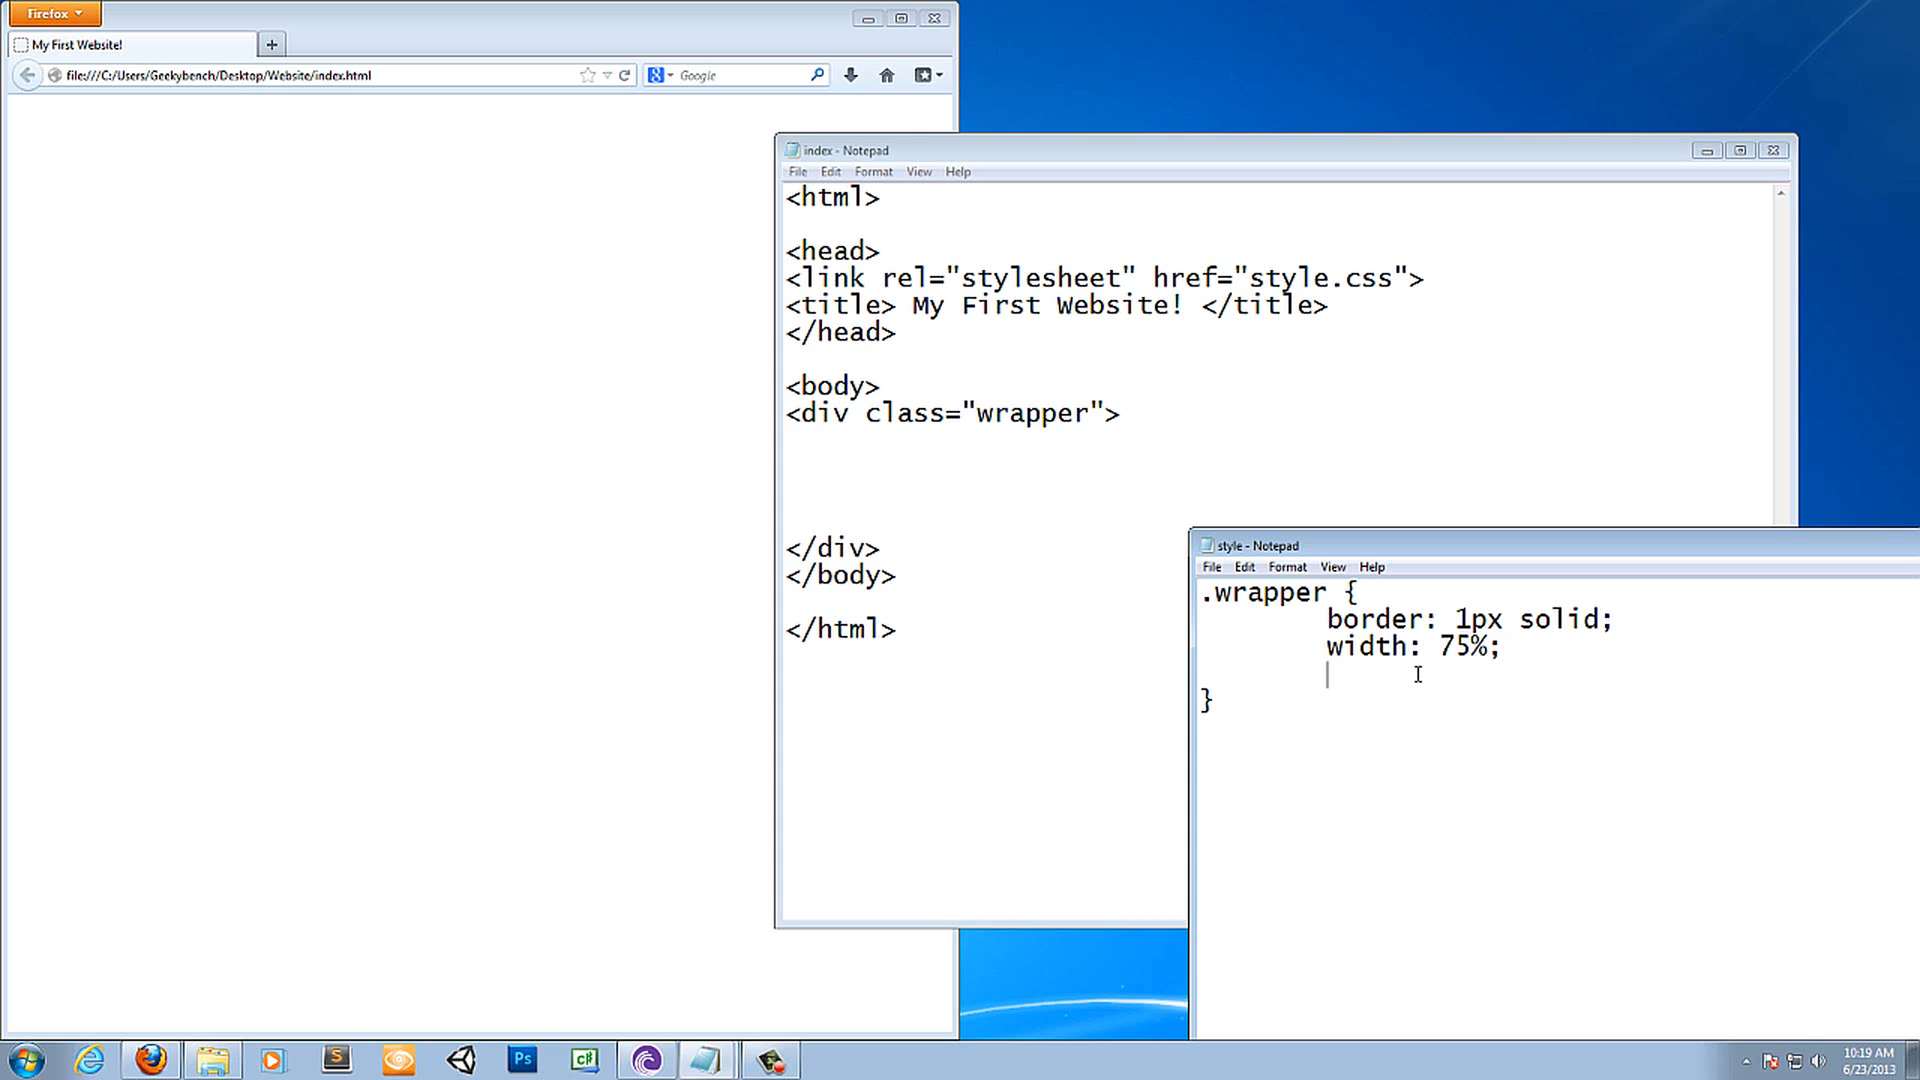 Firefox
My First Website!
file:///C:/Users/Geekybench/Desktop/Website/index.html
Google
index - Notepad
File Edit Format View Help
<html>
<head>
<link rel="stylesheet" href="style.css">
<title> My First Website! </title>
</head>
<body>
<div class="wrapper">
</div>
</body>
</html>
style - Notepad
File Edit Format View Help
.wrapper {
border: 1px solid;
width: 75%;
}
S
Ps
c#
10:19 AM
6/23/2013